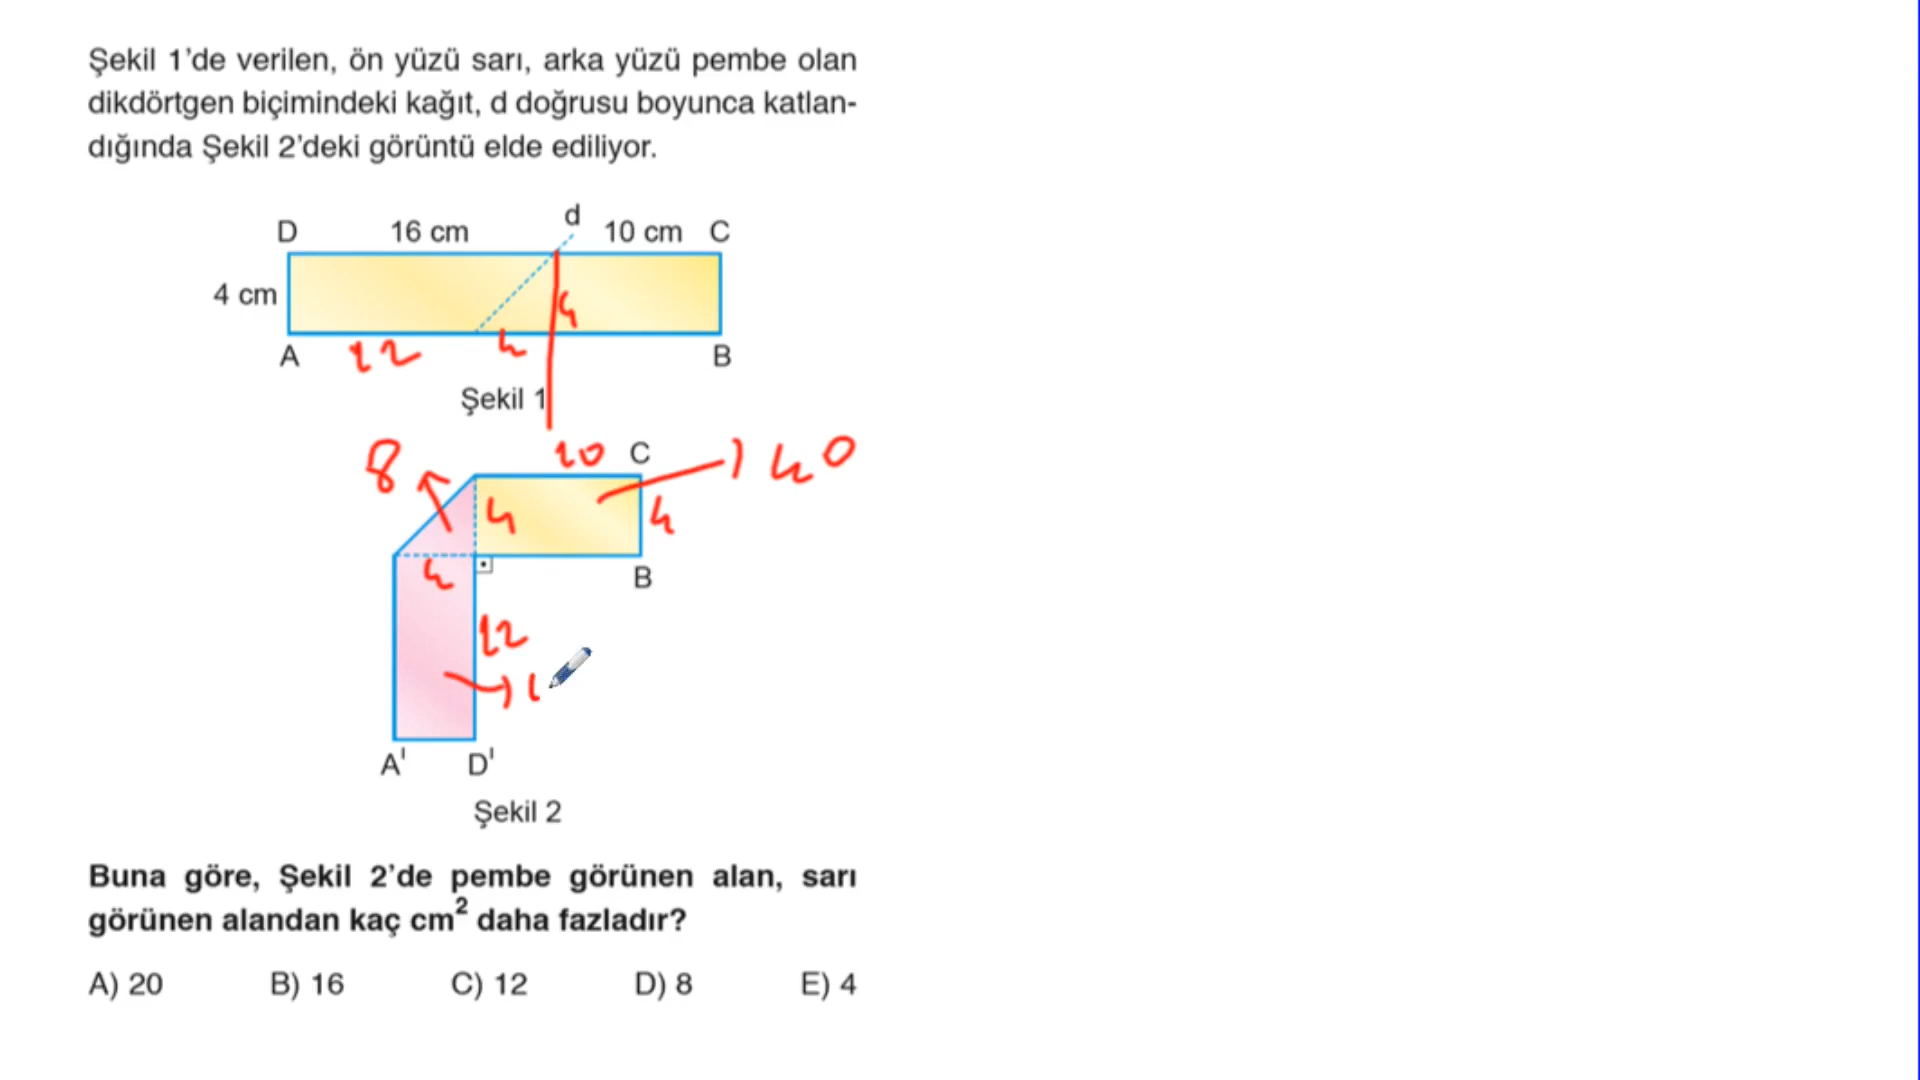 Şekil 1'de verilen, ön yüzü sarı, arka yüzü pembe olan
dikdörtgen biçimindeki kağıt, d doğrusu boyunca katlan-
dığında Şekil 2'deki görüntü elde ediliyor.
d
D 16 cm 10 cm C
4 cm
4
A 12 4 B
Şekil 1
8 10 C 40
4 4
4
B
12
1
A' D'
Şekil 2
Buna göre, Şekil 2'de pembe görünen alan, sarı
görünen alandan kaç cm² daha fazladır?
A) 20 B) 16 C) 12 D) 8 E) 4